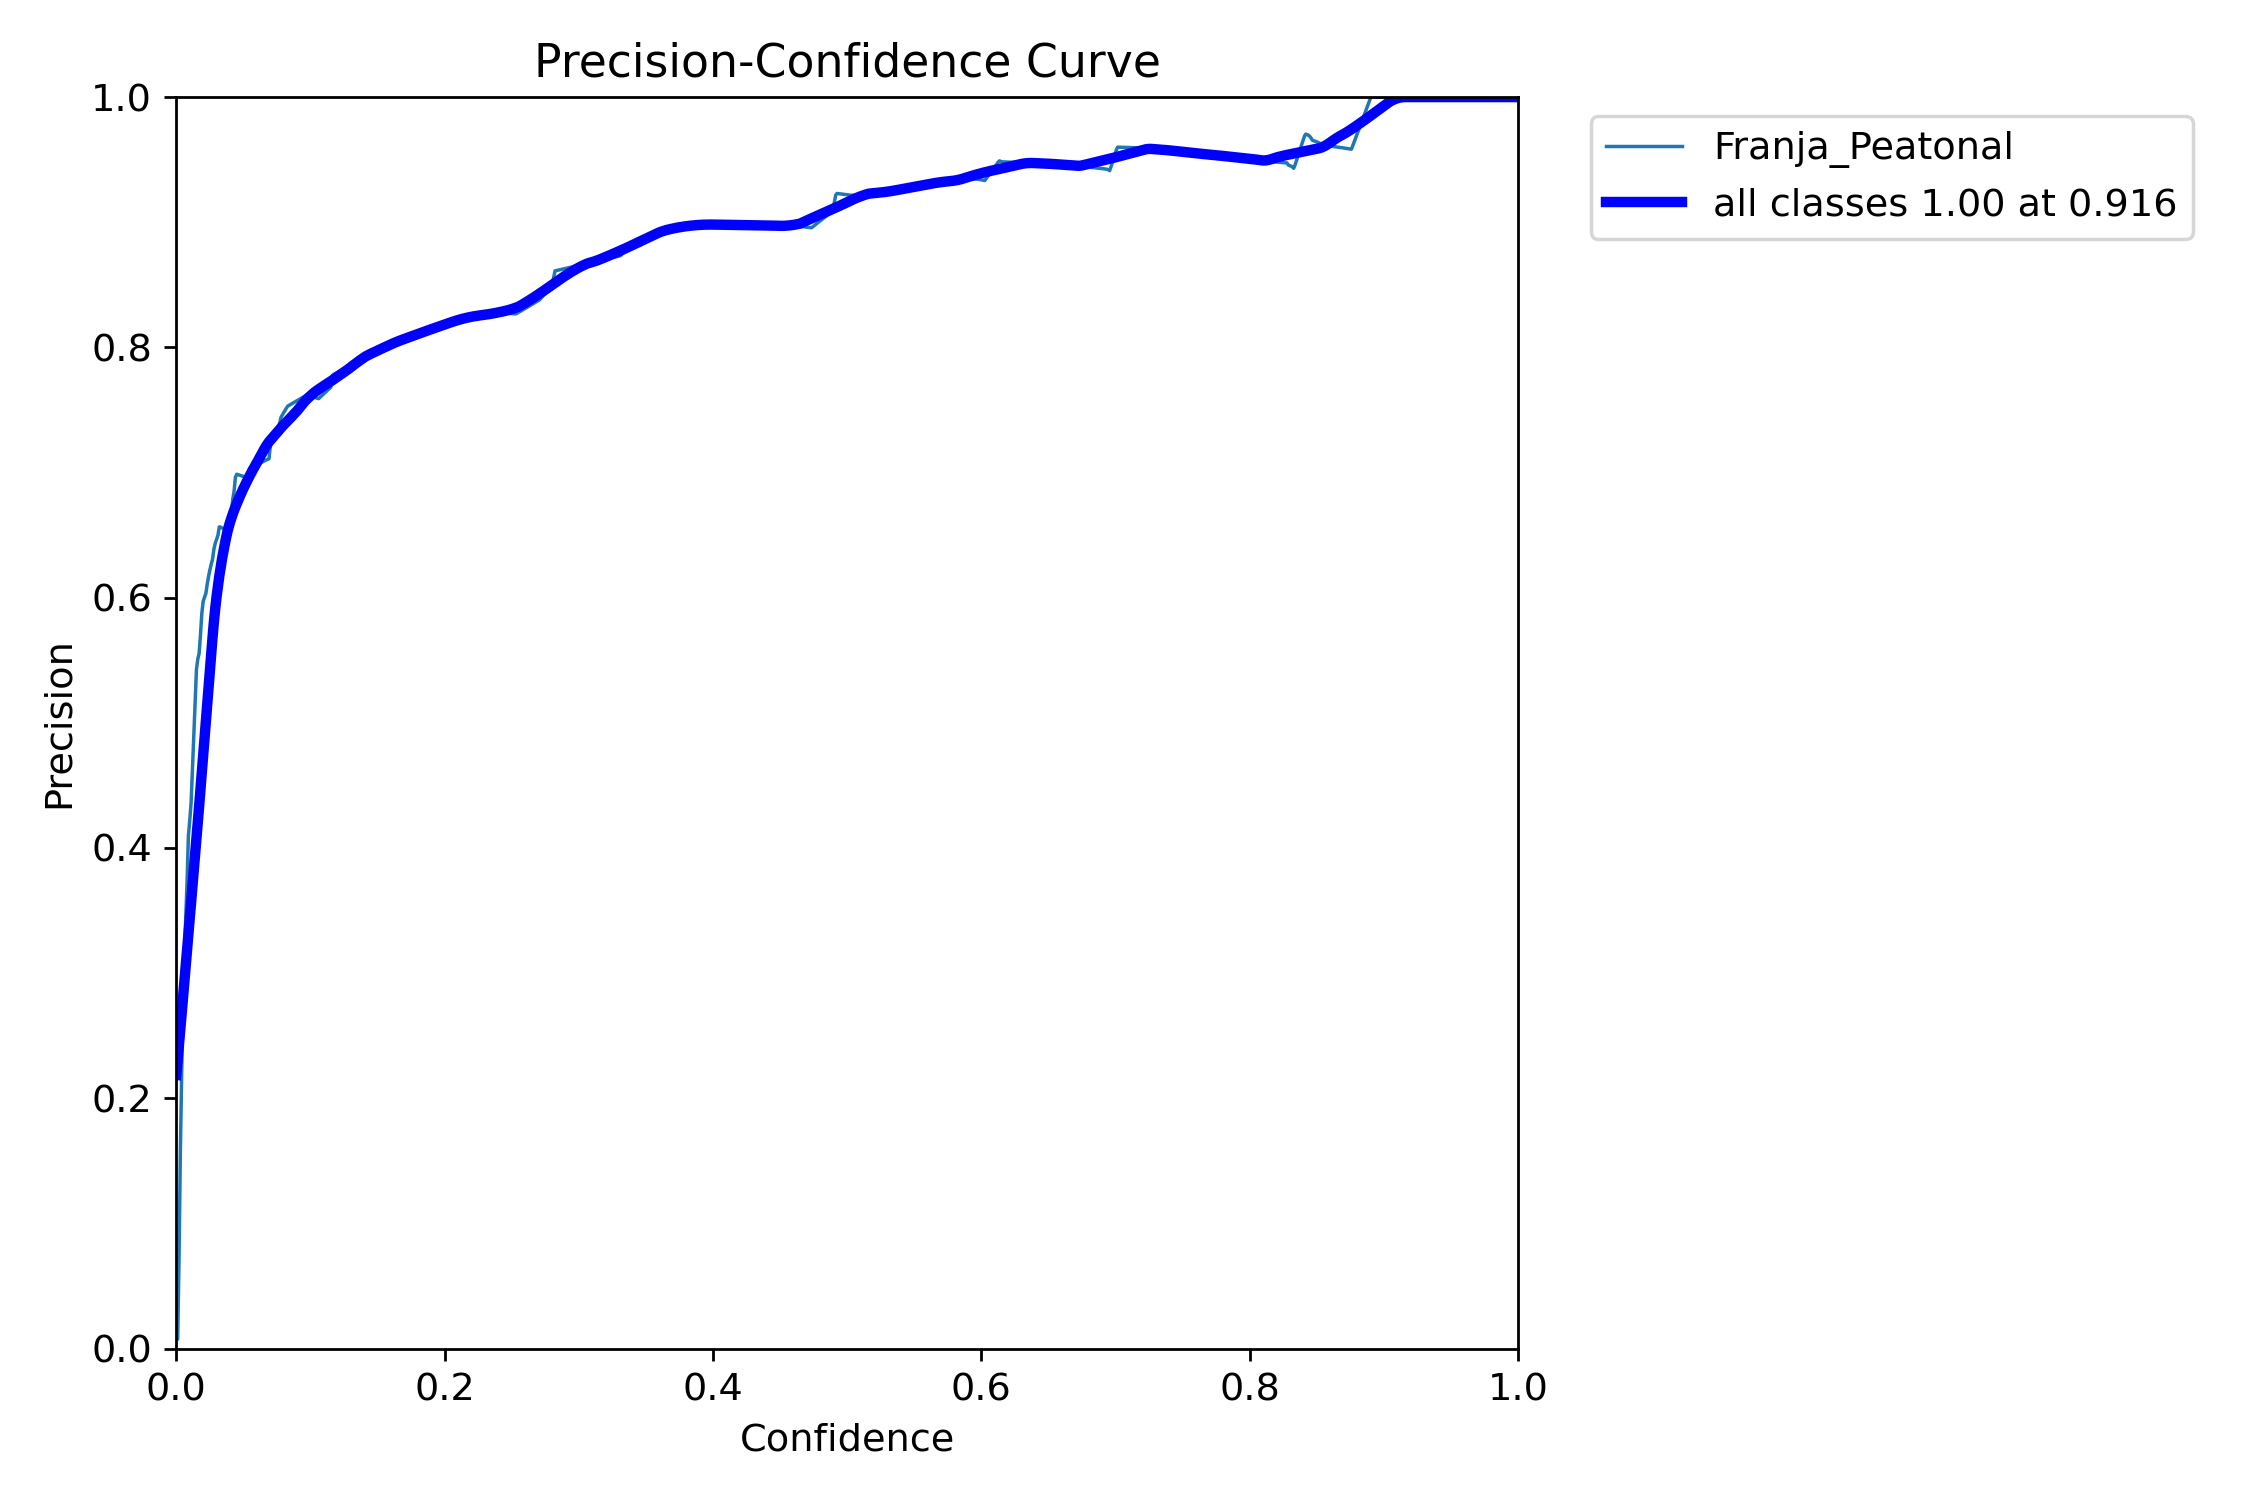 Precision-Confidence Curve
1.0
0.8
0.6
0.4
0.2
0.0
Precision
0.0 0.2 0.4 0.6 0.8 1.0
Confidence
Franja_Peatonal
all classes 1.00 at 0.916